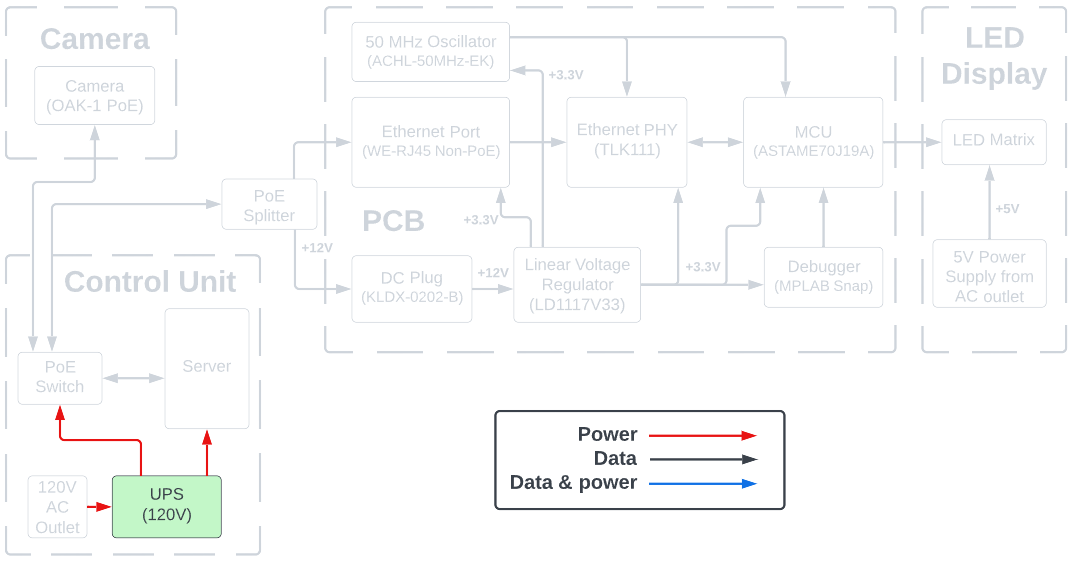 Camera
Camera
(OAK-1 PoE)
Control Unit
PoE
Switch
Server
120V
AC
Outlet
UPS
(120V)
PoE
Splitter
+12V
PCB
50 MHz Oscillator
(ACHL-50MHz-EK)
+3.3V
Ethernet Port
(WE-RJ45 Non-PoE)
Ethernet PHY
(TLK111)
MCU
(ASTAME70J19A)
+3.3V
DC Plug
(KLDX-0202-B)
+12V
Linear Voltage
Regulator
(LD1117V33)
+3.3V
Debugger
(MPLAB Snap)
LED
Display
LED Matrix
+5V
5V Power
Supply from
AC outlet
Power
Data
Data & power